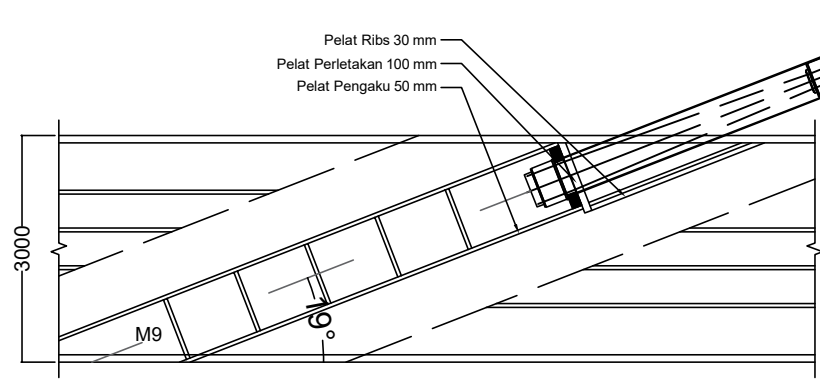 Pelat Ribs 30 mm
Pelat Perletakan 100 mm
Pelat Pengaku 50 mm
3000
M9
19°